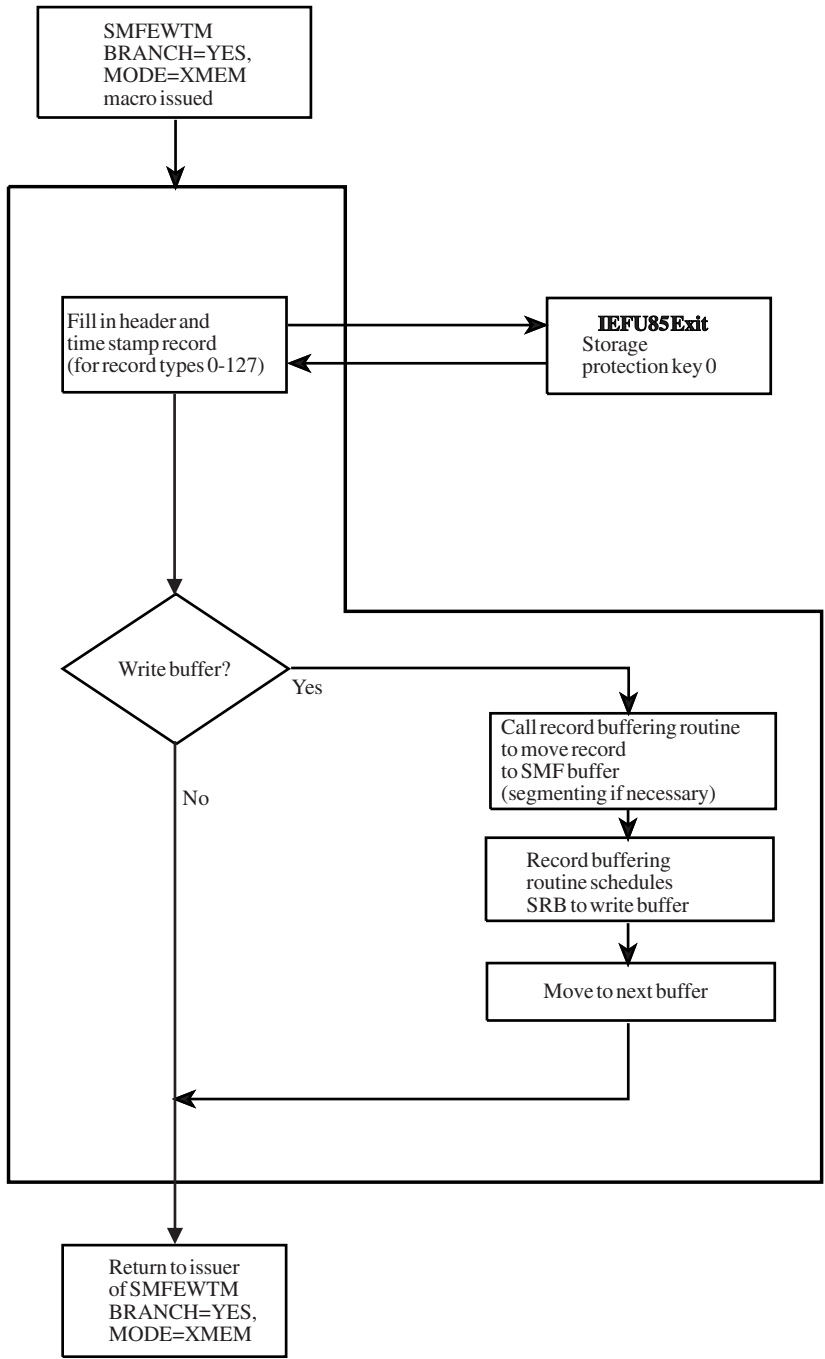 SMFEWTM
BRANCH=YES,
MODE=XMEM
macro issued
Fill in header and
time stamp record
(for record types 0-127)
IEFU85 Exit
Storage
protection key 0
Write buffer?
Yes
Call record buffering routine
to move record
to SMF buffer
(segmenting if necessary)
No
Record buffering
routine schedules
SRB to write buffer
Move to next buffer
Return to issuer
of SMFEWTM
BRANCH=YES,
MODE=XMEM